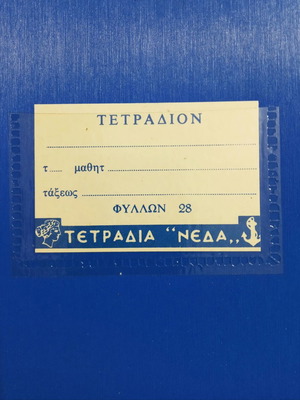 ΤΕΤΡΑΔΙΟΝ
τ...... μαθητ
τάξεως
ΦΥΛΛΩΝ 28
ΤΕΤΡΑΔΙΑ “ΝΕΔΑ„